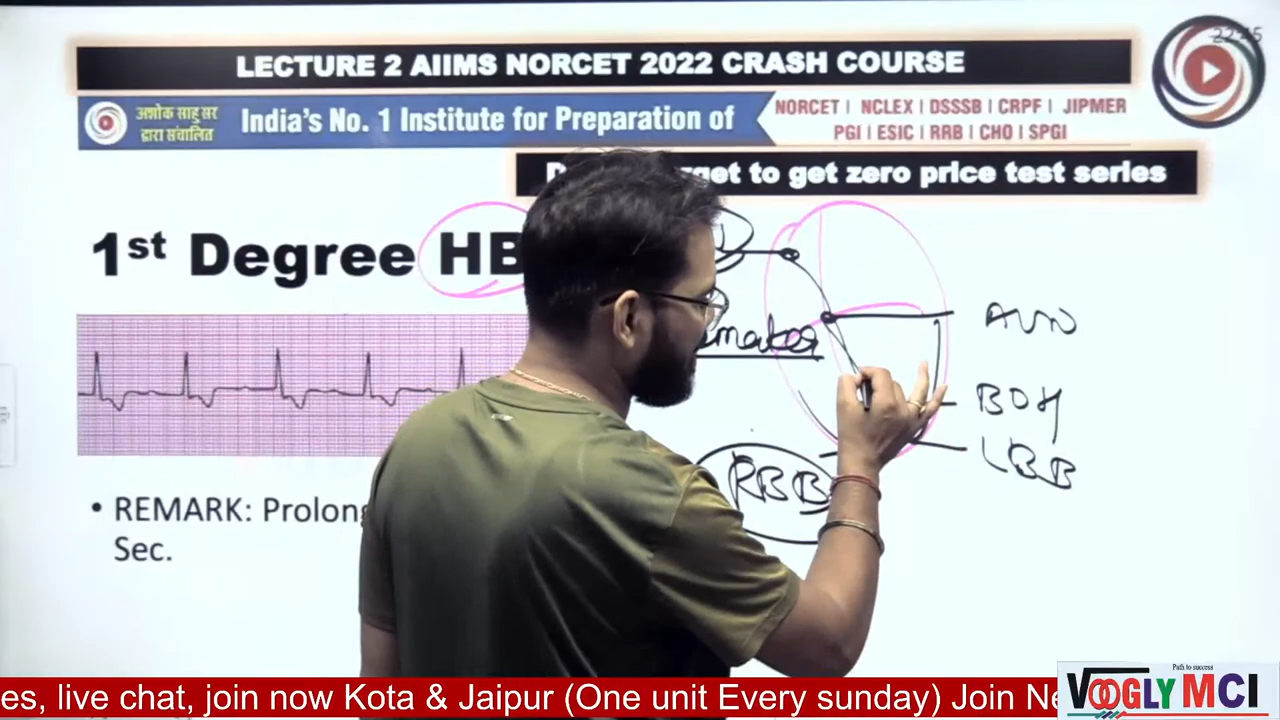 22:45
LECTURE 2 AIIMS NORCET 2022 CRASH COURSE
अशोक साहु सर
द्वारा संचालित
India's No. 1 Institute for Preparation of
NORCET | NCLEX | DSSSB | CRPF | JIPMER
PGI | ESIC | RRB | CHO | SPGI
get to get zero price test series
1st Degree HB
emaker
AVN
BOH
LBB
RBB
• REMARK: Prolong
Sec.
es, live chat, join now Kota & Jaipur (One unit Every sunday) Join Ne
Path to success
VOOGLY MCI